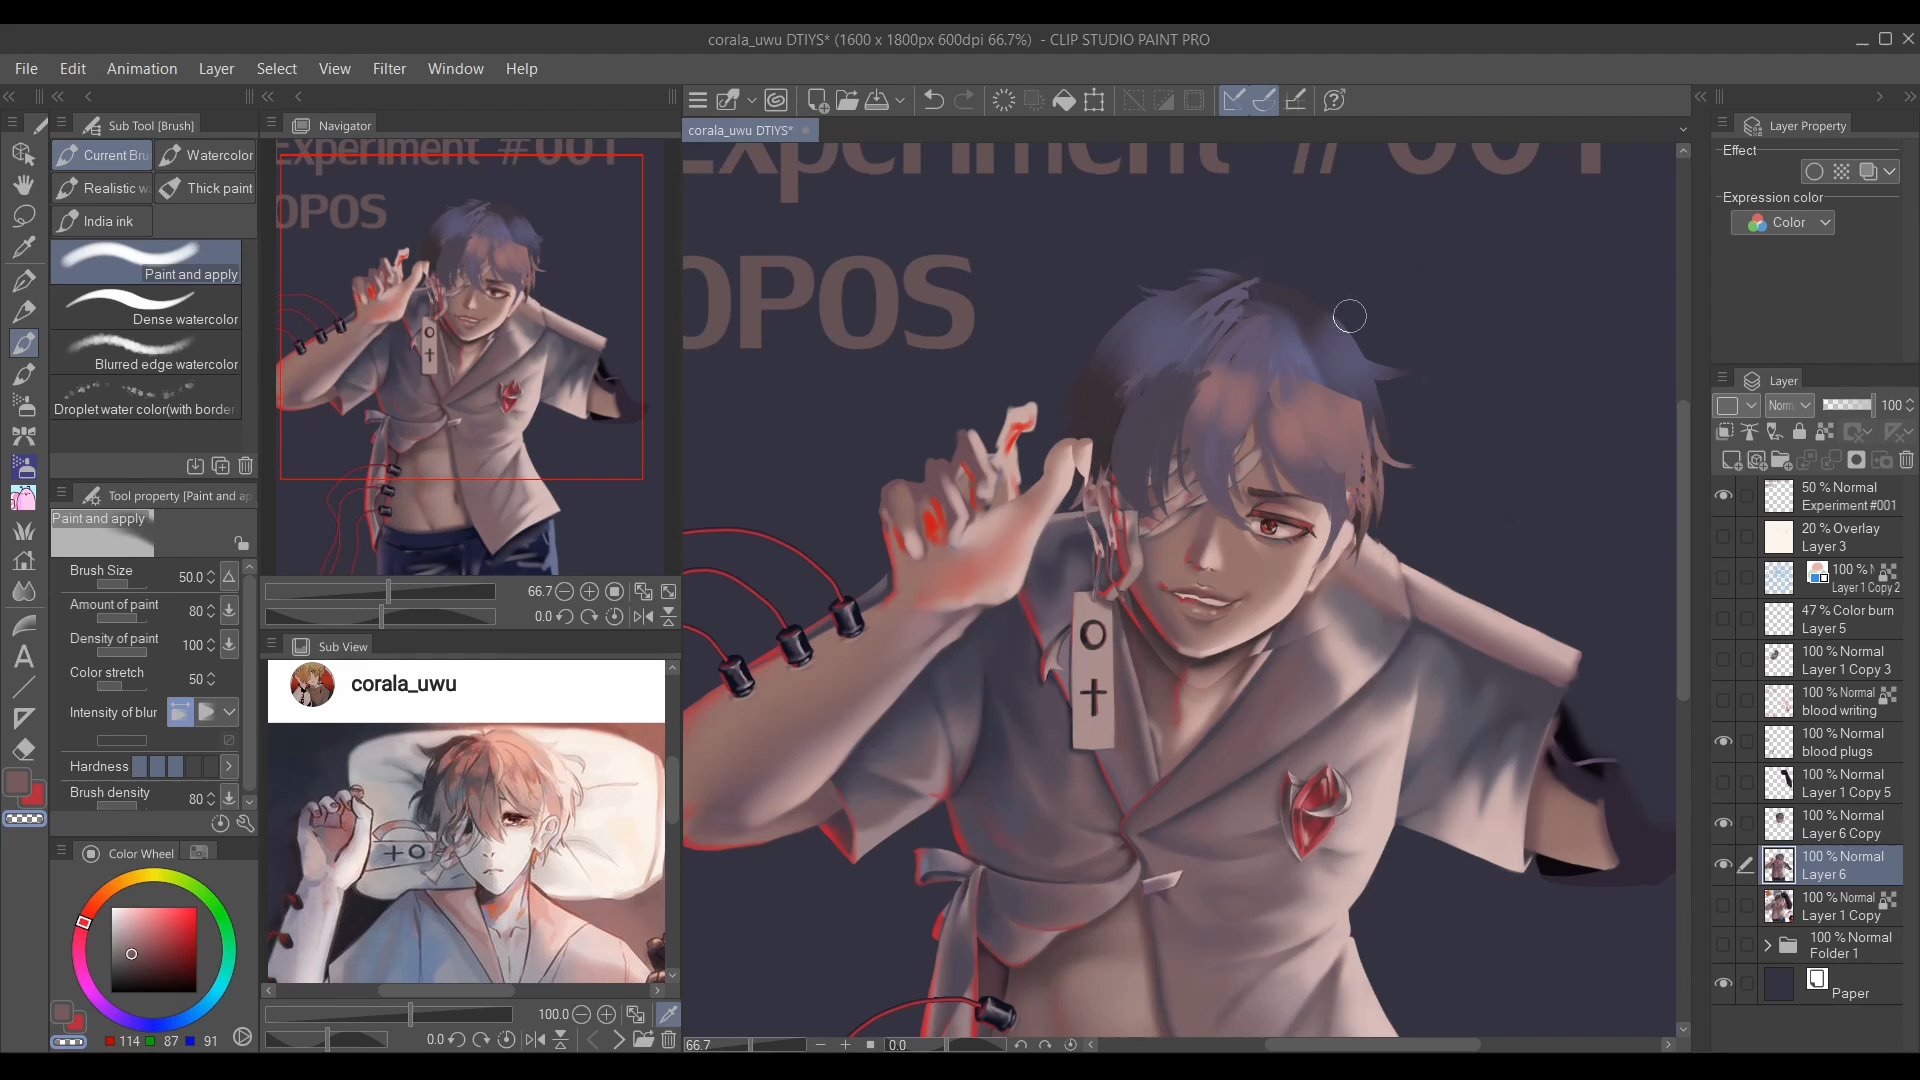 corala_uwu DTIYS* (1600 x 1800px 600dpi 66.7%) - CLIP STUDIO PAINT PRO
File Edit Animation Layer Select View Filter Window Help
Sub Tool [Brush]
Current Bru
Watercolor
Realistic w
Thick paint
India ink
Paint and apply
Dense watercolor
Blurred edge watercolor
Droplet water color(with border
Tool property [Paint and ap
Paint and apply
Brush Size 50.0
Amount of paint 80
Density of paint 100
Color stretch 50
Intensity of blur
Hardness
Brush density 80
Color Wheel
114 87 91
Navigator
Experiment #001
OPOS
66.7
0.0
Sub View
corala_uwu
+O
100.0
0.0
corala_uwu DTIYS*
Experiment #001
OPOS
O
†
66.7 0.0
Layer Property
Effect
Expression color
Color
Layer
Norm 100
50 % Normal
Experiment #001
20 % Overlay
Layer 3
100 % N
Layer 1 Copy 2
47 % Color burn
Layer 5
100 % Normal
Layer 1 Copy 3
100 % Normal
blood writing
100 % Normal
blood plugs
100 % Normal
Layer 1 Copy 5
100 % Normal
Layer 6 Copy
100 % Normal
Layer 6
100 % Normal
Layer 1 Copy
100 % Normal
Folder 1
Paper